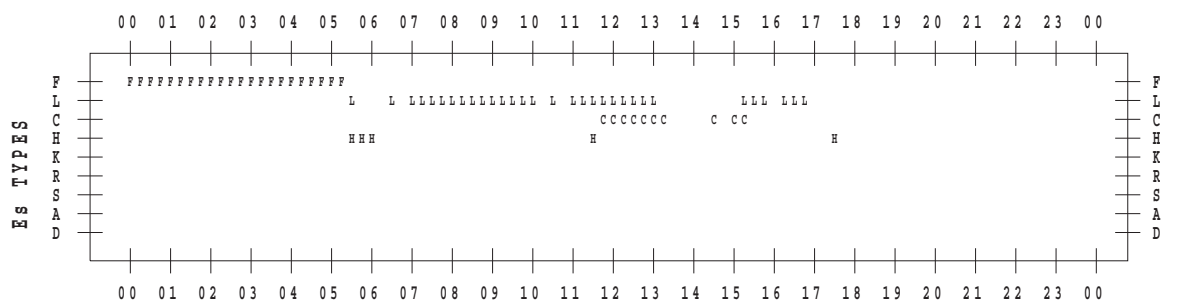 00 01 02 03 04 05 06 07 08 09 10 11 12 13 14 15 16 17 18 19 20 21 22 23 00
Es TYPES
F FFFFFFFFFFFFFFFFFFFFFF F
L L L LLLLLLLLLLLLL L LLLLLLLLL LLL LLL L
C CCCCCCC C CC C
H HHH H H H
K K
R R
S S
A A
D D
00 01 02 03 04 05 06 07 08 09 10 11 12 13 14 15 16 17 18 19 20 21 22 23 00